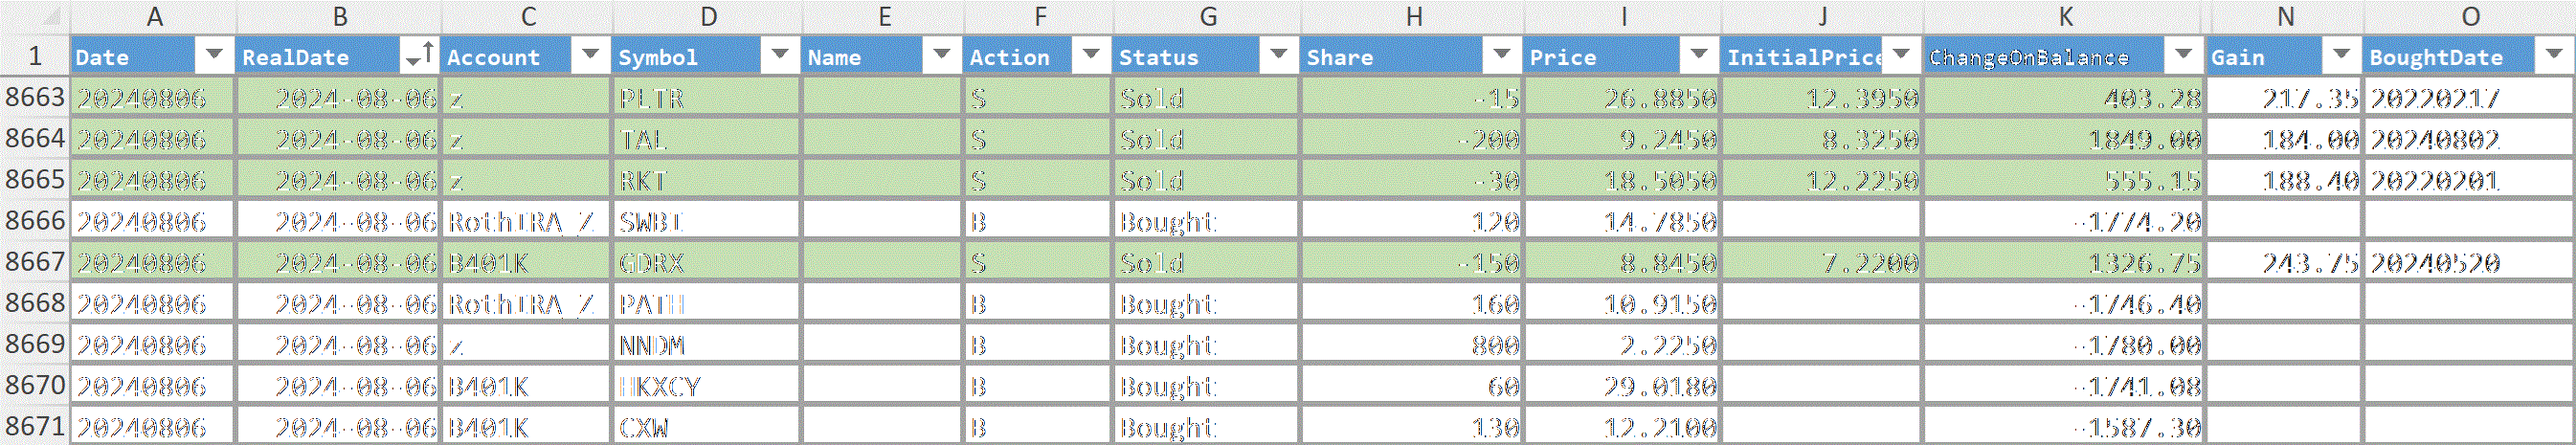 A B C D E F G H I J K N O
1 Date RealDate Account Symbol Name Action Status Share Price InitialPrice ChangeOnBalance Gain BoughtDate
8663 20240806 2024-08-06 z PLTR S Sold -15 26.8850 12.3950 403.28 217.35 20220217
8664 20240806 2024-08-06 z TAL S Sold -200 9.2450 8.3250 1849.00 184.00 20240802
8665 20240806 2024-08-06 z RKT S Sold -30 18.5050 12.2250 555.15 188.40 20220201
8666 20240806 2024-08-06 RothIRA_Z SWBI B Bought 120 14.7850 -1774.20
8667 20240806 2024-08-06 B401K GDRX S Sold -150 8.8450 7.2200 1326.75 243.75 20240520
8668 20240806 2024-08-06 RothIRA_Z PATH B Bought 160 10.9150 -1746.40
8669 20240806 2024-08-06 z NNDM B Bought 800 2.2250 -1780.00
8670 20240806 2024-08-06 B401K HKXCY B Bought 60 29.0180 -1741.08
8671 20240806 2024-08-06 B401K CXW B Bought 130 12.2100 -1587.30